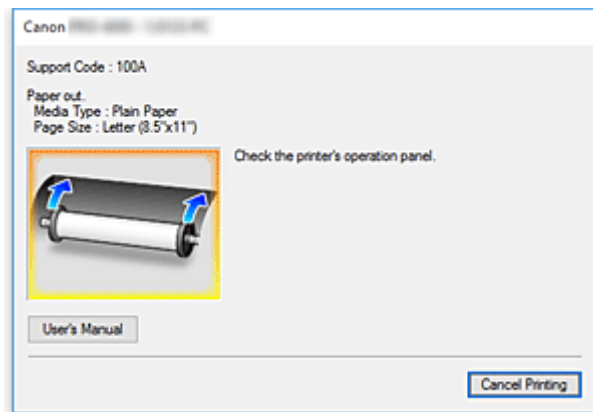 Canon
Support Code : 100A
Paper out.
Media Type : Plain Paper
Page Size : Letter (8.5"x11")
Check the printer's operation panel.
User's Manual
Cancel Printing